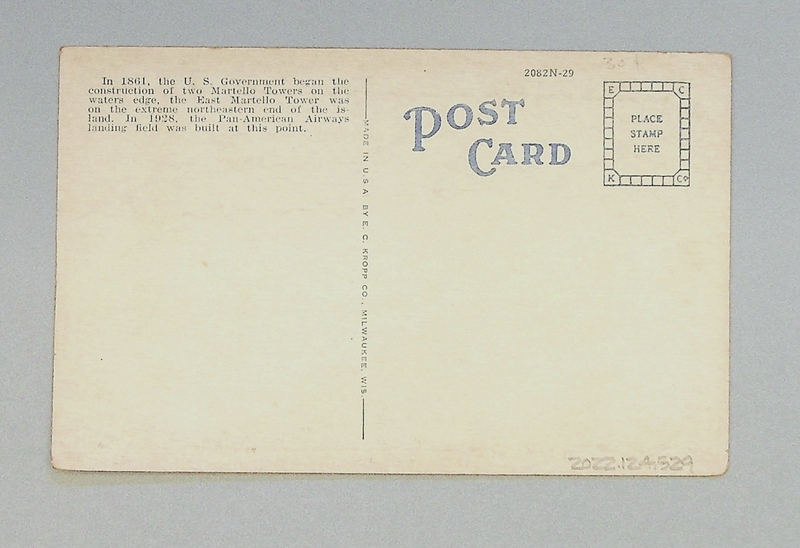 In 1861, the U. S. Government began the
construction of two Martello Towers on the
waters edge, the East Martello Tower was
on the extreme northeastern end of the is-
land. In 1928, the Pan-American Airways
landing field was built at this point.
MADE IN U.S.A. BY E. C. KROPP CO., MILWAUKEE, WIS.
2082N-29
POST
CARD
E C
PLACE
STAMP
HERE
K Co
2022.124.529